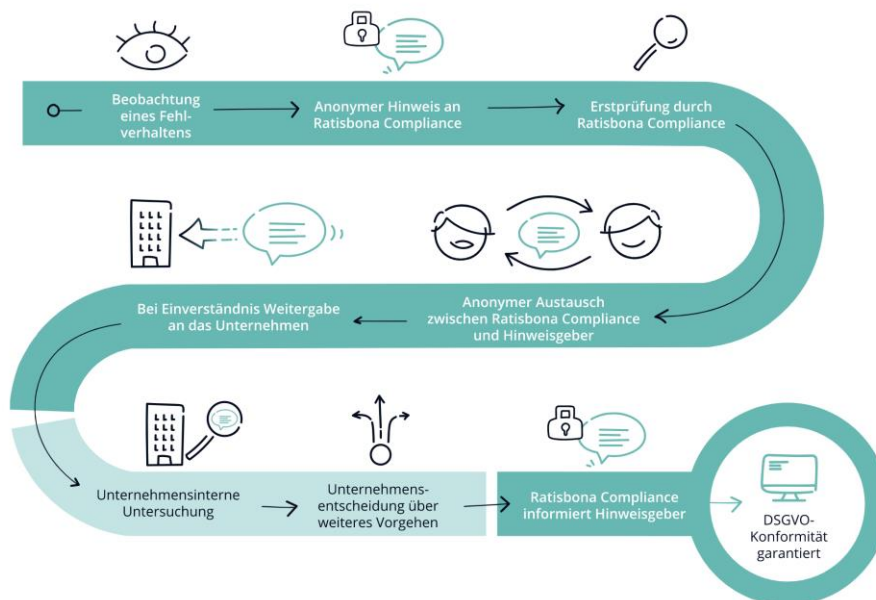 Beobachtung
eines Fehl-
verhaltens
Anonymer Hinweis an
Ratisbona Compliance
Erstprüfung durch
Ratisbona Compliance
Anonymer Austausch
zwischen Ratisbona Compliance
und Hinweisgeber
Bei Einverständnis Weitergabe
an das Unternehmen
Unternehmensinterne
Untersuchung
Unternehmens-
entscheidung über
weiteres Vorgehen
Ratisbona Compliance
informiert Hinweisgeber
DSGVO-
Konformität
garantiert